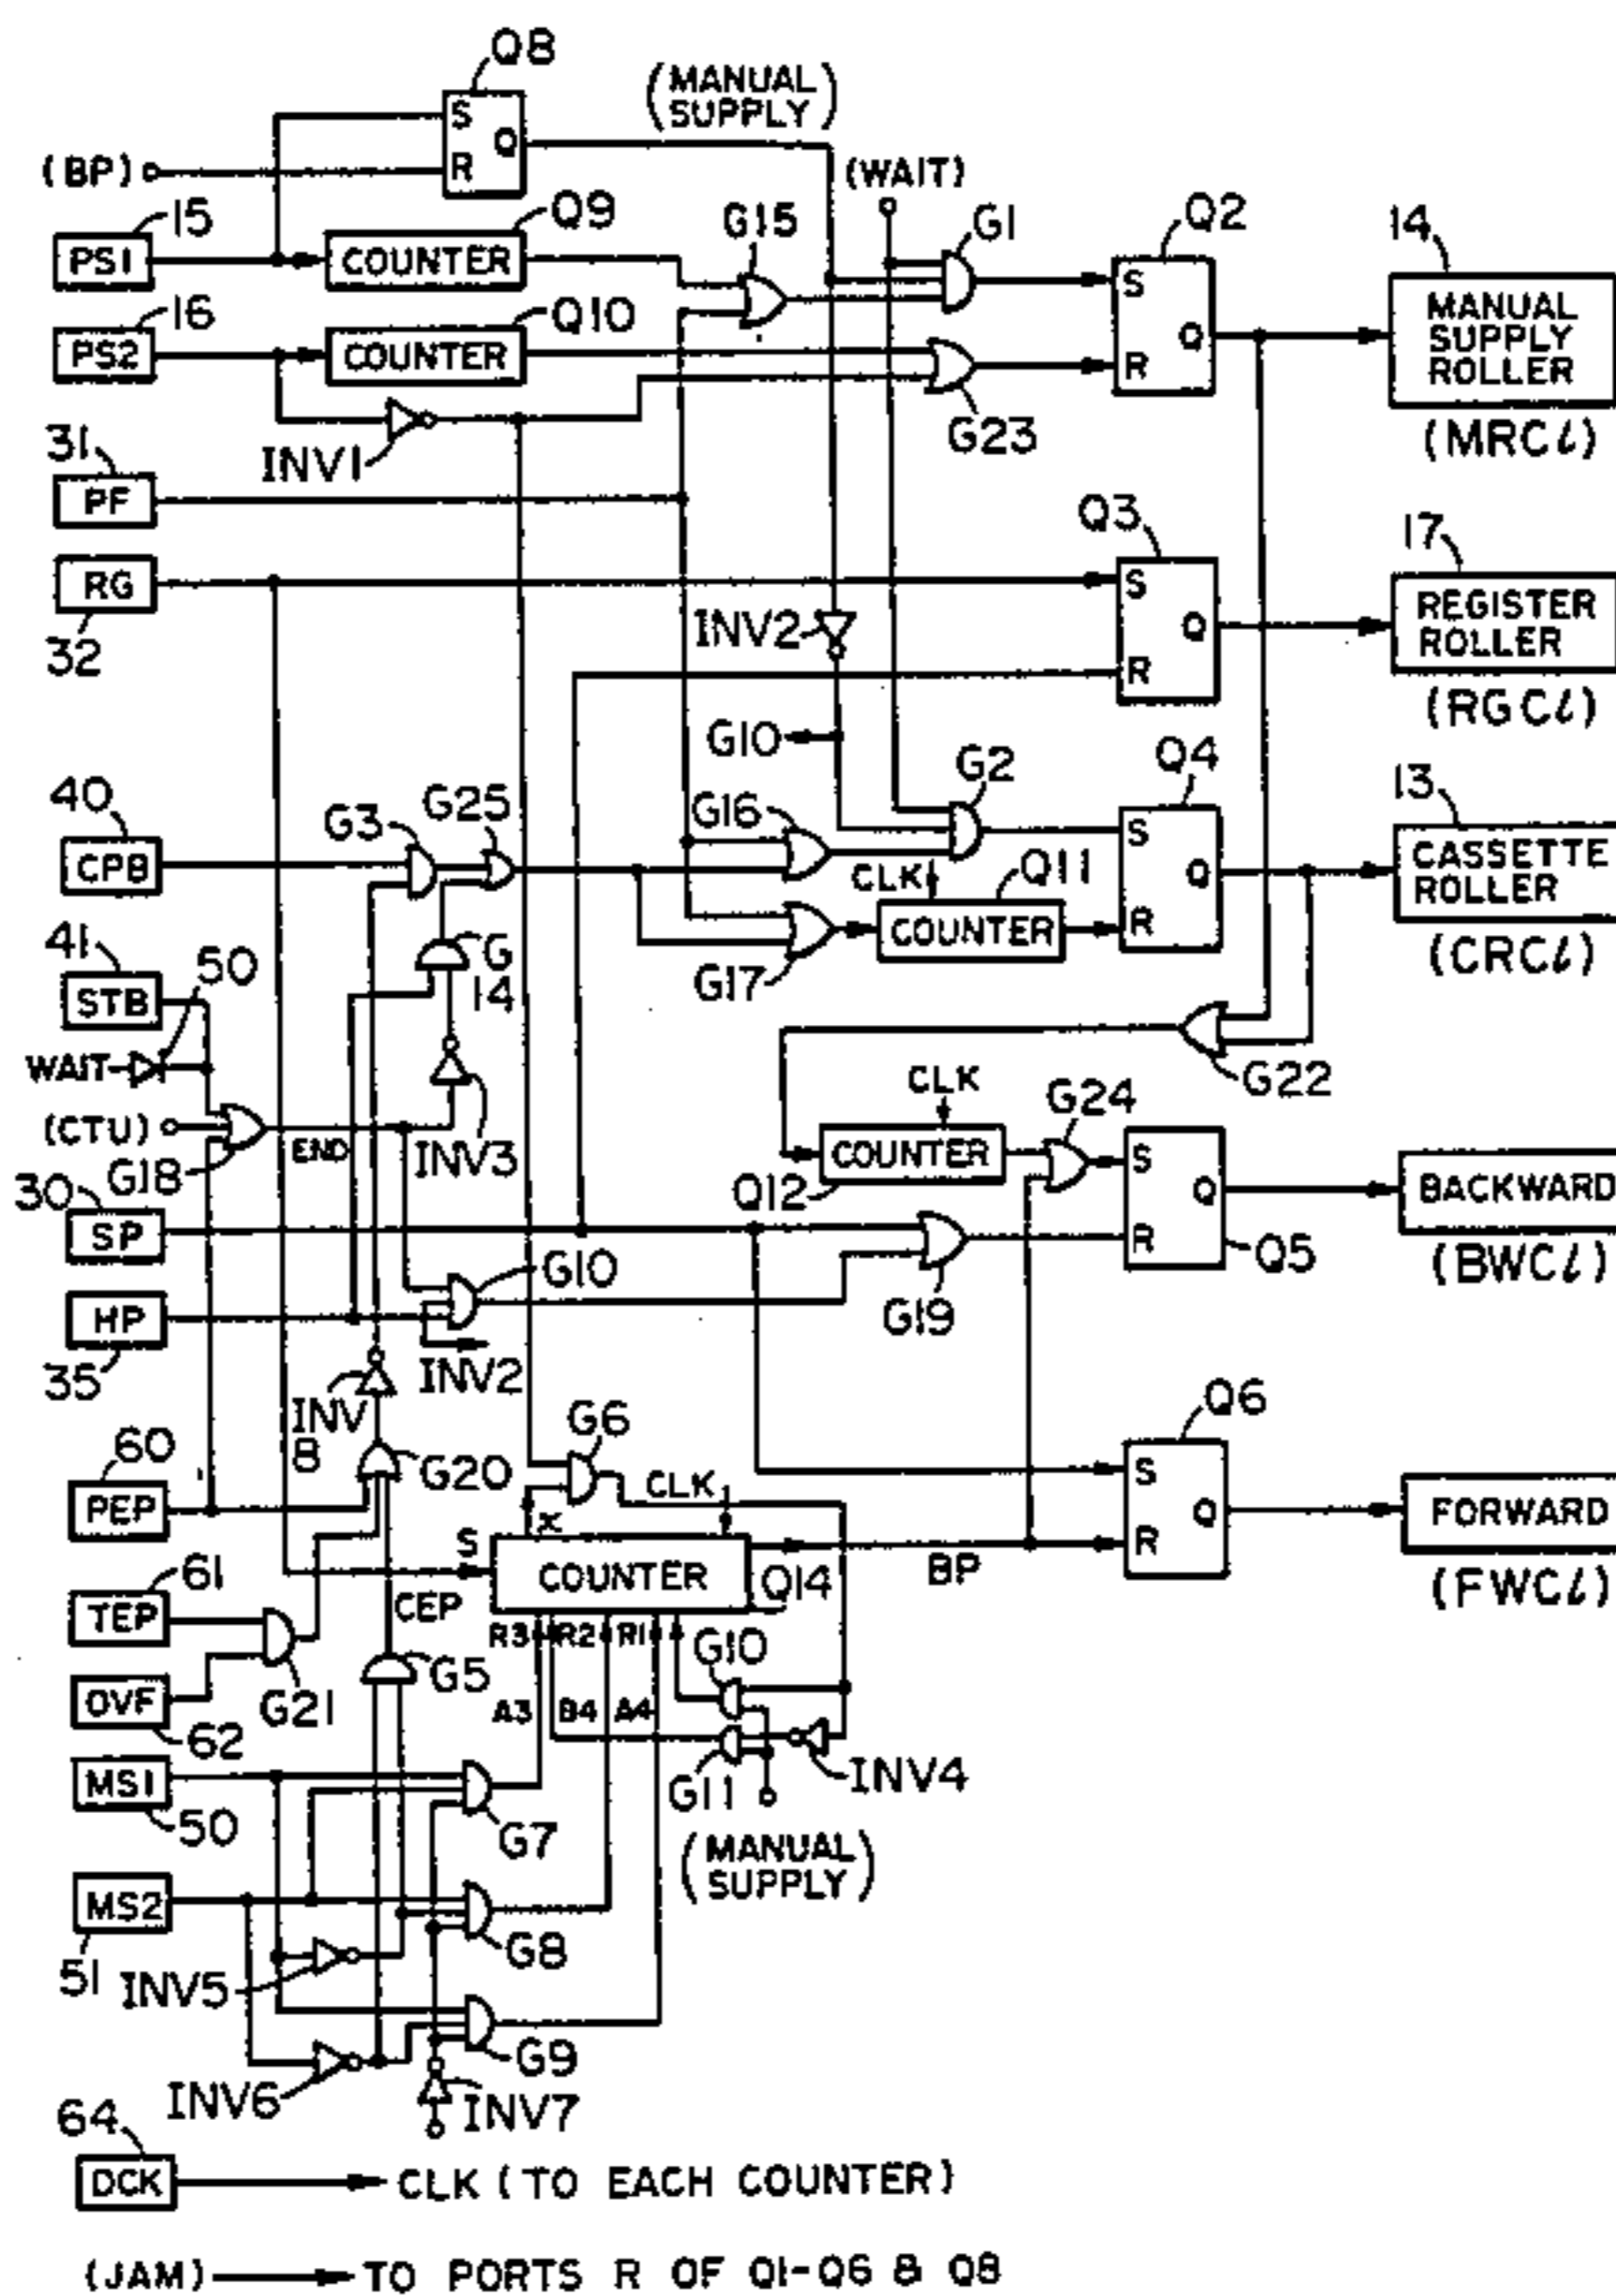 Q8
(MANUAL SUPPLY)
S
Q
R
(BP)
(WAIT)
15
Q9
G15
G1
Q2
14
PS1
COUNTER
S
MANUAL
SUPPLY
ROLLER
16
Q10
PS2
COUNTER
Q
R
(MRCℓ)
INV1
G23
31
PF
Q3
17
RG
32
S
INV2
Q
REGISTER
ROLLER
R
(RGCℓ)
G10
Q4
40
G3
G25
G16
G2
13
CPB
S
CLK
Q11
CASSETTE
ROLLER
Q
41
STB
50
G
14
G17
COUNTER
R
(CRCℓ)
WAIT
CLK
G22
(CTU)
END
INV3
G24
G18
COUNTER
S
30
Q12
Q
BACKWARD
SP
R
Q5
G10
(BWCℓ)
HP
G19
35
INV2
INV
8
G6
Q6
60
G20
CLK
S
PEP
X
Q
FORWARD
S
61
COUNTER
Q14
BP
R
TEP
CEP
(FWCℓ)
R3
R2
R1
G10
OVF
G21
G5
62
A3
B4
A4
MS1
G11
INV4
50
G7
(MANUAL SUPPLY)
MS2
51
INV5
G8
G9
INV6
INV7
64
DCK
CLK (TO EACH COUNTER)
(JAM)
TO PORTS R OF Q1-Q6 & Q8